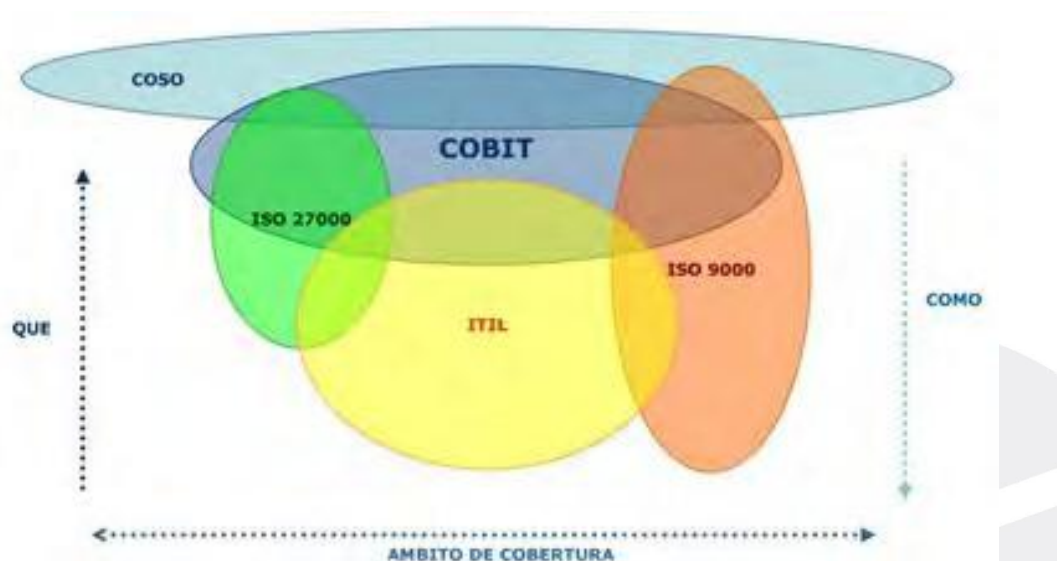 COSO
COBIT
ISO 27000
ISO 9000
QUE
ITIL
COMO
AMBITO DE COBERTURA